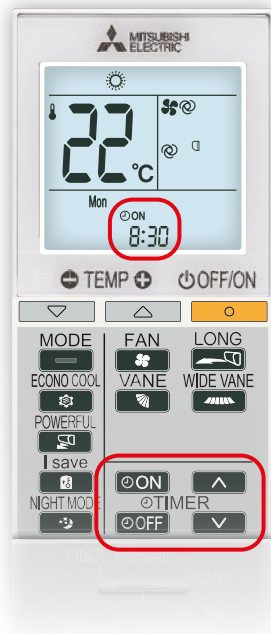 MITSUBISHI
ELECTRIC
22 °C
Mon
ON
8:30
TEMP OFF/ON
MODE FAN LONG
ECONO COOL VANE WIDE VANE
POWERFUL
I save
ON
NIGHT MODE TIMER
OFF